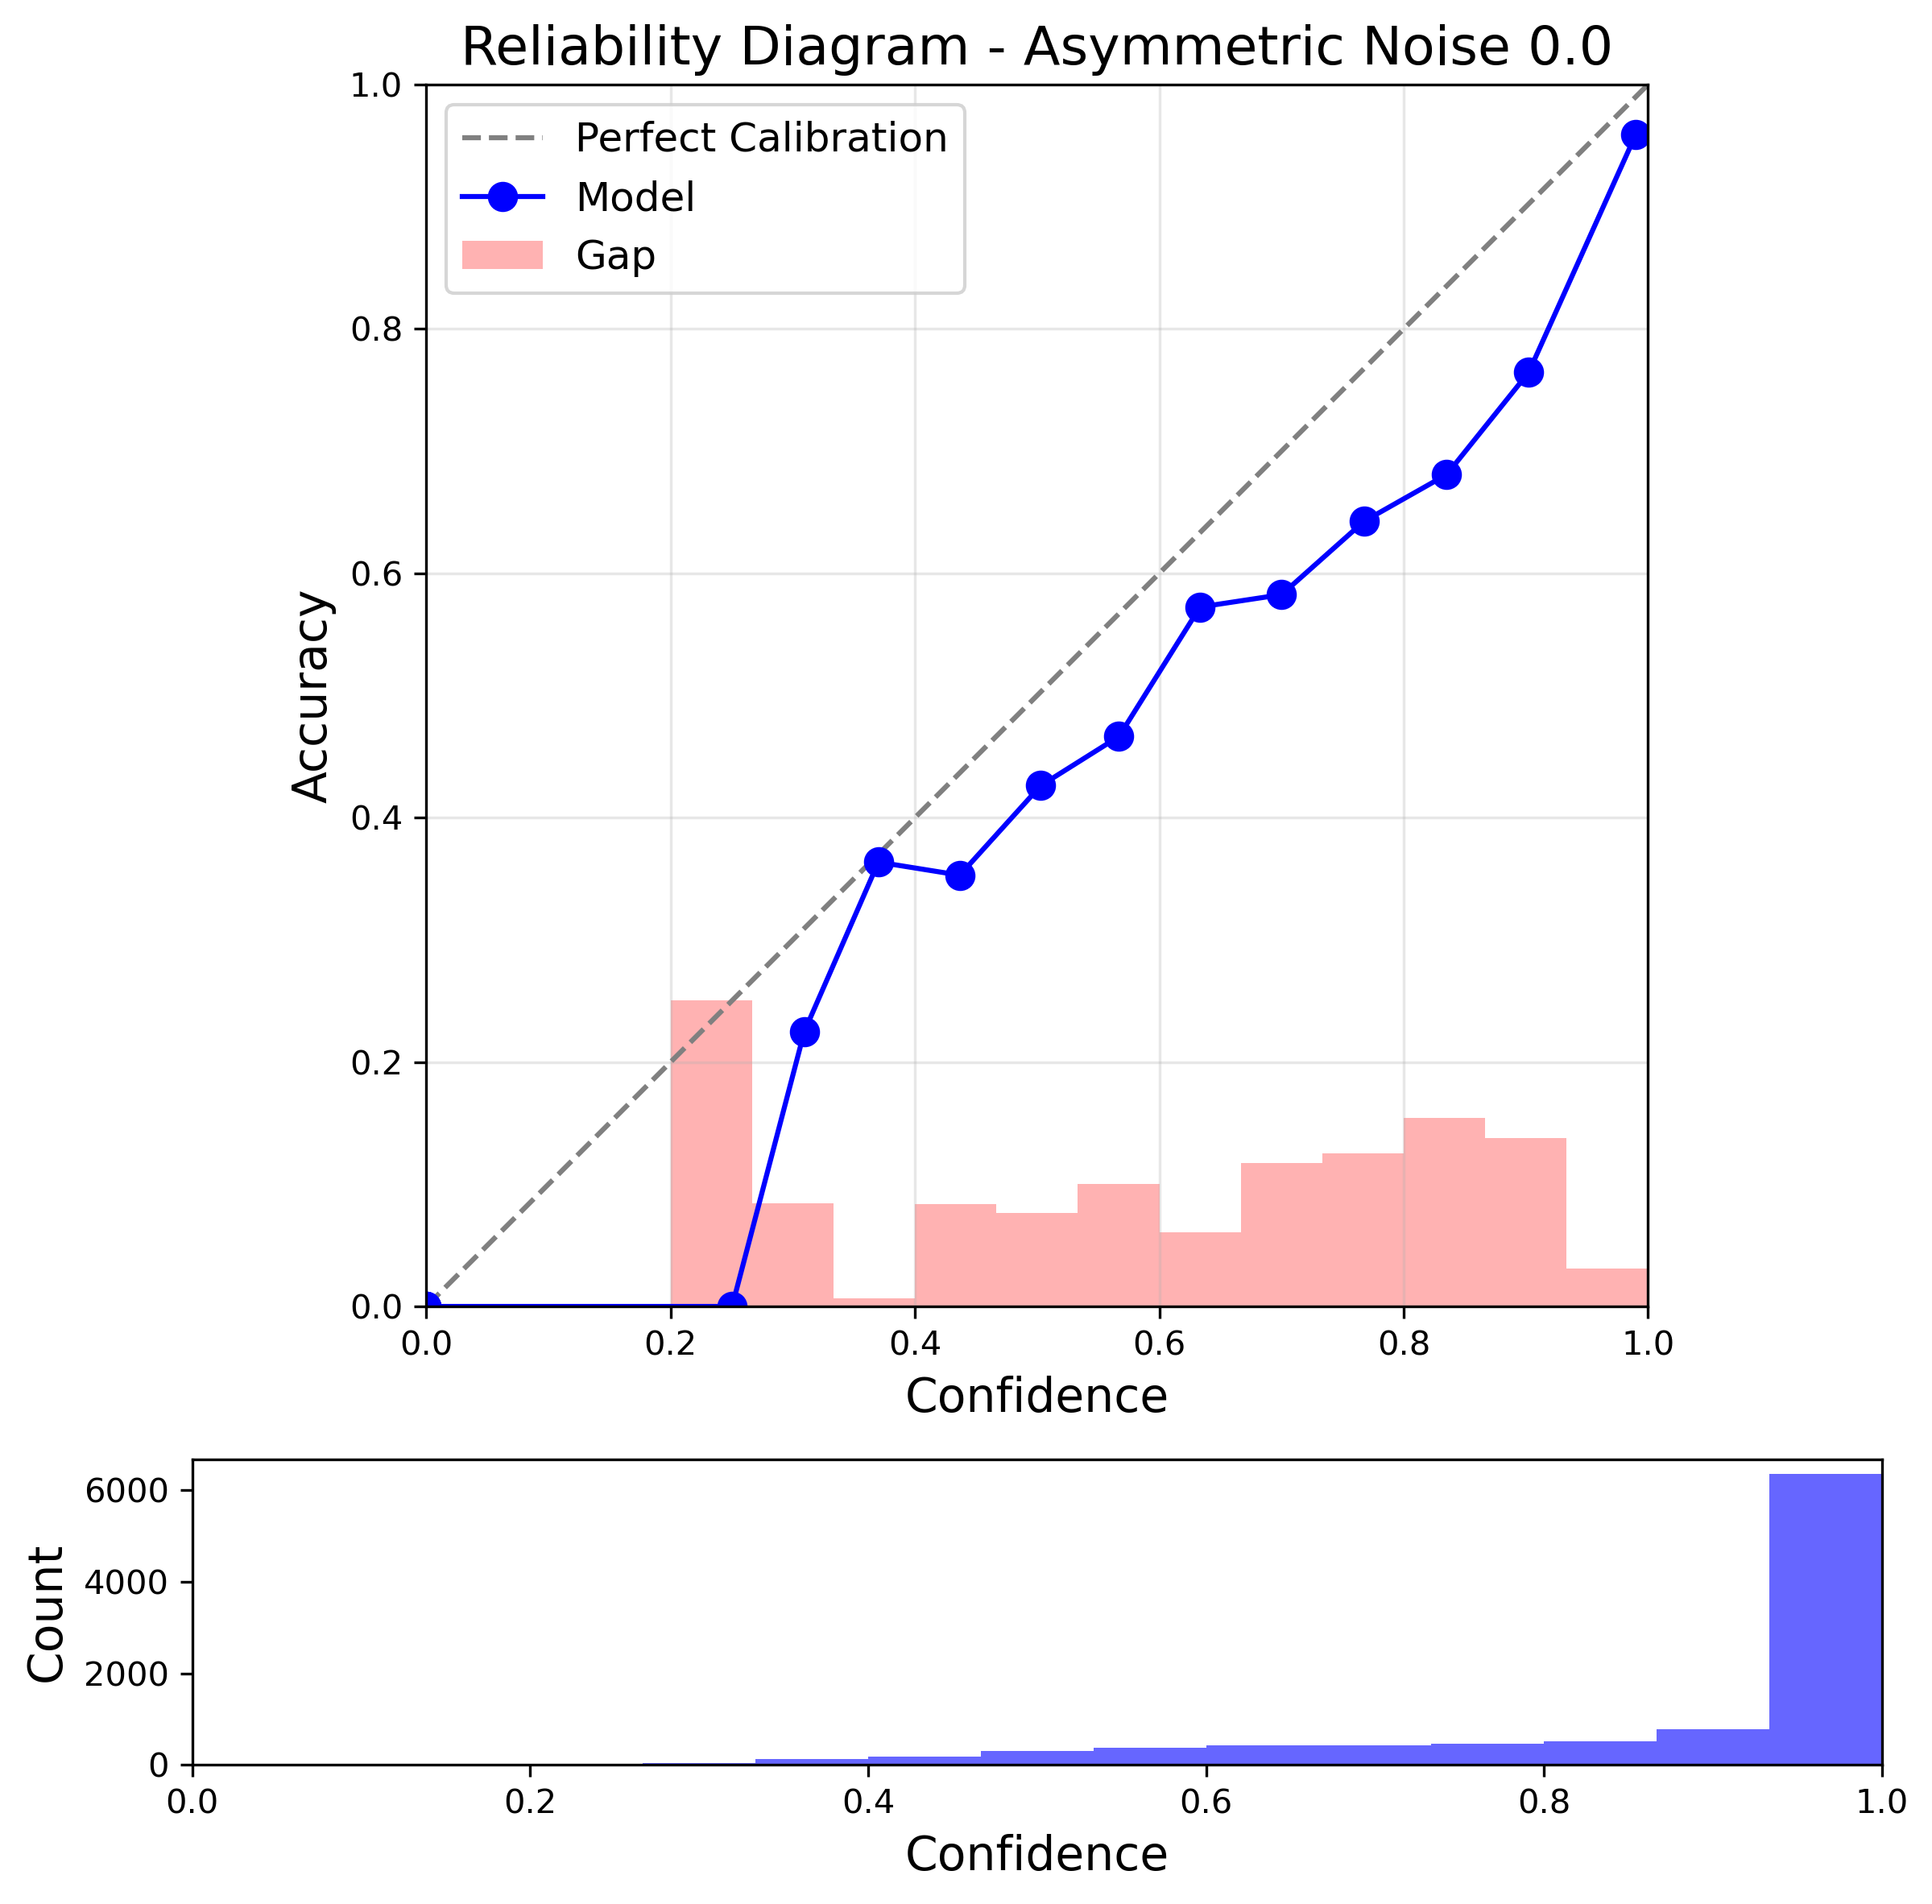 Reliability Diagram - Asymmetric Noise 0.0
1.0
0.8
0.6
0.4
0.2
0.0
Accuracy
Perfect Calibration
Model
Gap
0.0 0.2 0.4 0.6 0.8 1.0
Confidence
6000
4000
2000
0
Count
0.0 0.2 0.4 0.6 0.8 1.0
Confidence